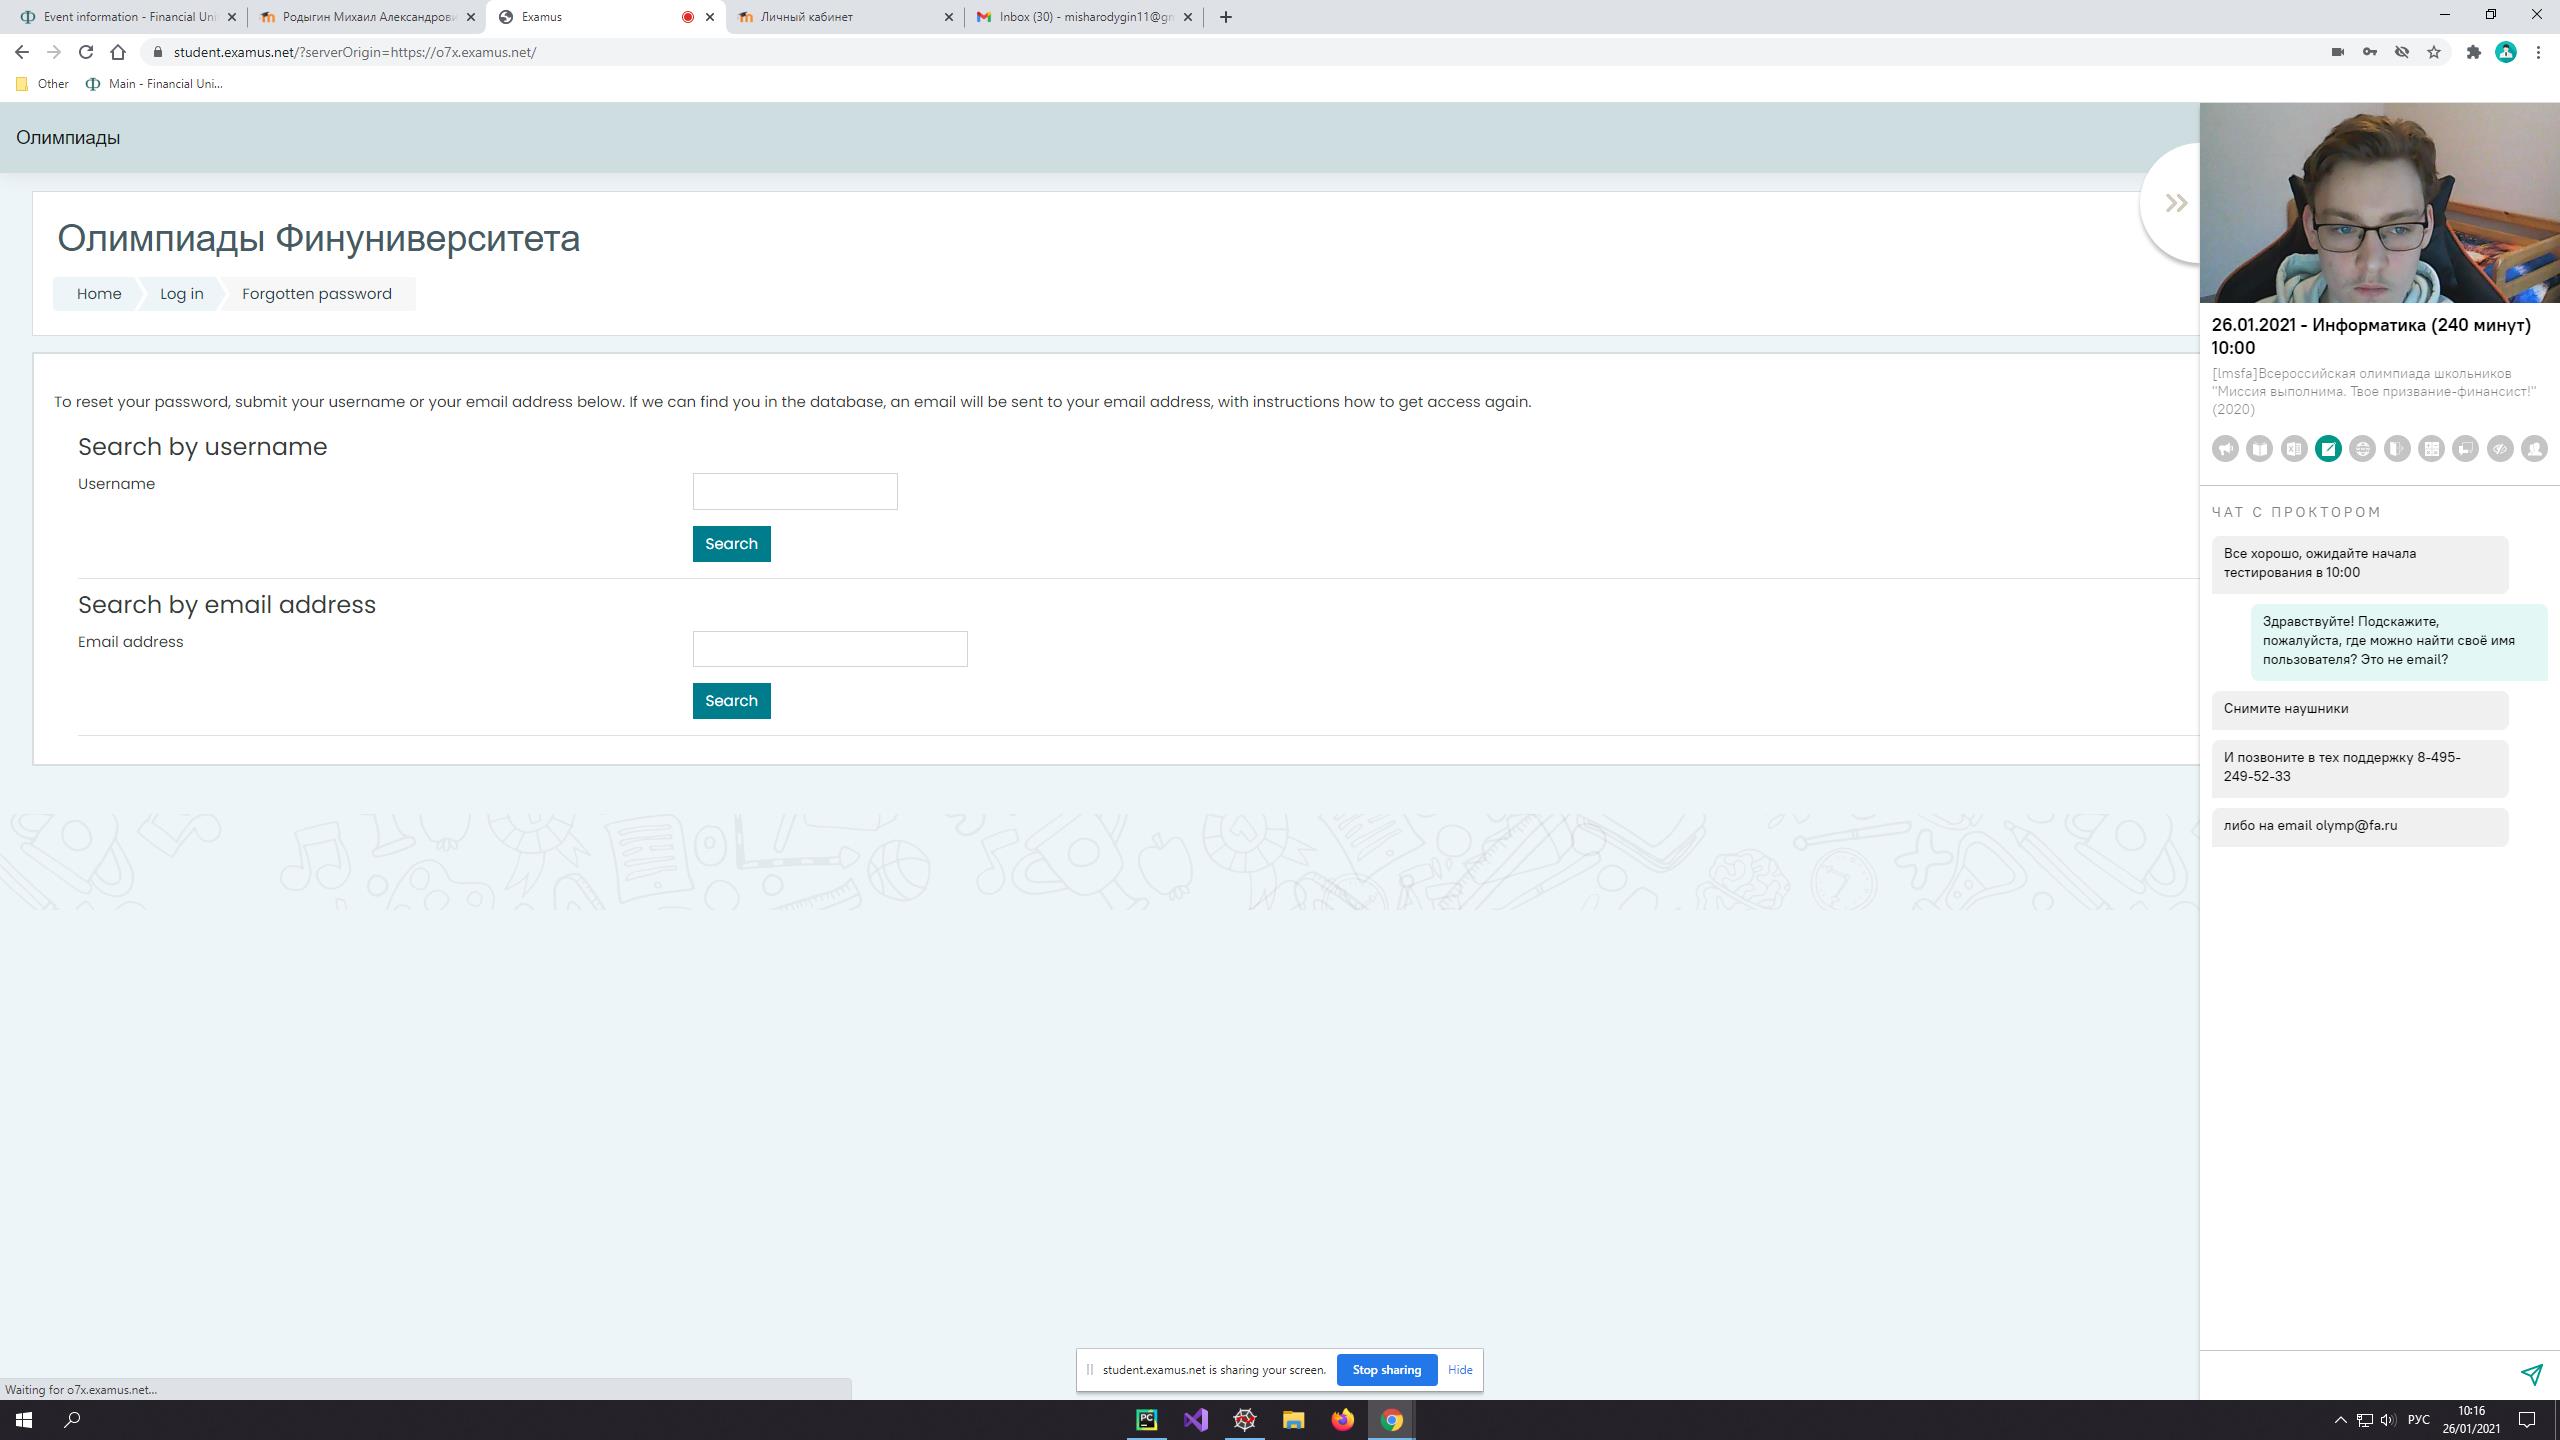 Event information - Financial Uni
Родыгин Михаил Александрови
Examus
Личный кабинет
Inbox (30) - misharodygin11@gm
student.examus.net/?serverOrigin=https://o7x.examus.net/
Other
Main - Financial Uni...
Олимпиады
Олимпиады Финуниверситета
Home
Log in
Forgotten password
To reset your password, submit your username or your email address below. If we can find you in the database, an email will be sent to your email address, with instructions how to get access again.
Search by username
Username
Search
Search by email address
Email address
Search
26.01.2021 - Информатика (240 минут)
10:00
[lmsfa]Всероссийская олимпиада школьников
"Миссия выполнима. Твое призвание-финансист!"
(2020)
ЧАТ С ПРОКТОРОМ
Все хорошо, ожидайте начала
тестирования в 10:00
Здравствуйте! Подскажите,
пожалуйста, где можно найти своё имя
пользователя? Это не email?
Снимите наушники
И позвоните в тех поддержку 8-495-
249-52-33
либо на email olymp@fa.ru
student.examus.net is sharing your screen.
Stop sharing
Hide
Waiting for o7x.examus.net...
PC
РУС
10:16
26/01/2021